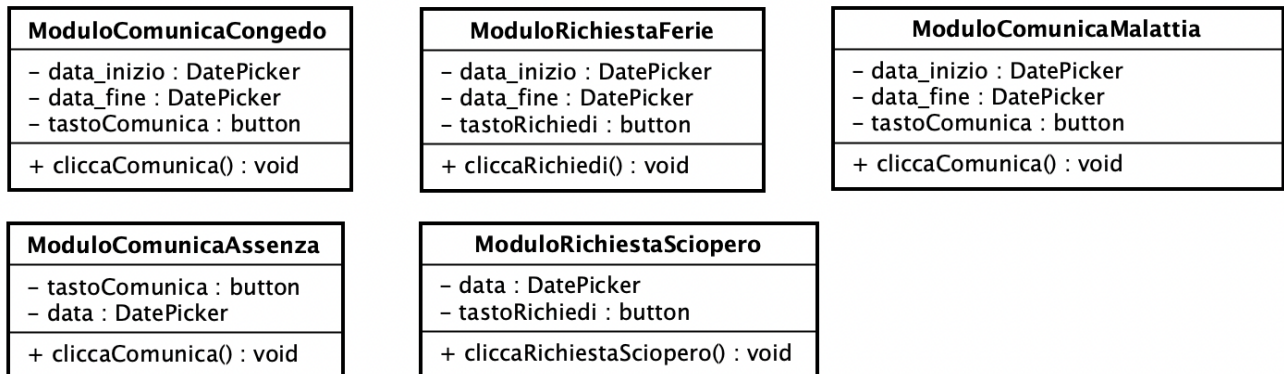 ModuloComunicaCongedo
– data_inizio : DatePicker
– data_fine : DatePicker
– tastoComunica : button
+ cliccaComunica() : void
ModuloRichiestaFerie
– data_inizio : DatePicker
– data_fine : DatePicker
– tastoRichiedi : button
+ cliccaRichiedi() : void
ModuloComunicaMalattia
– data_inizio : DatePicker
– data_fine : DatePicker
– tastoComunica : button
+ cliccaComunica() : void
ModuloComunicaAssenza
– tastoComunica : button
– data : DatePicker
+ cliccaComunica() : void
ModuloRichiestaSciopero
– data : DatePicker
– tastoRichiedi : button
+ cliccaRichiestaSciopero() : void